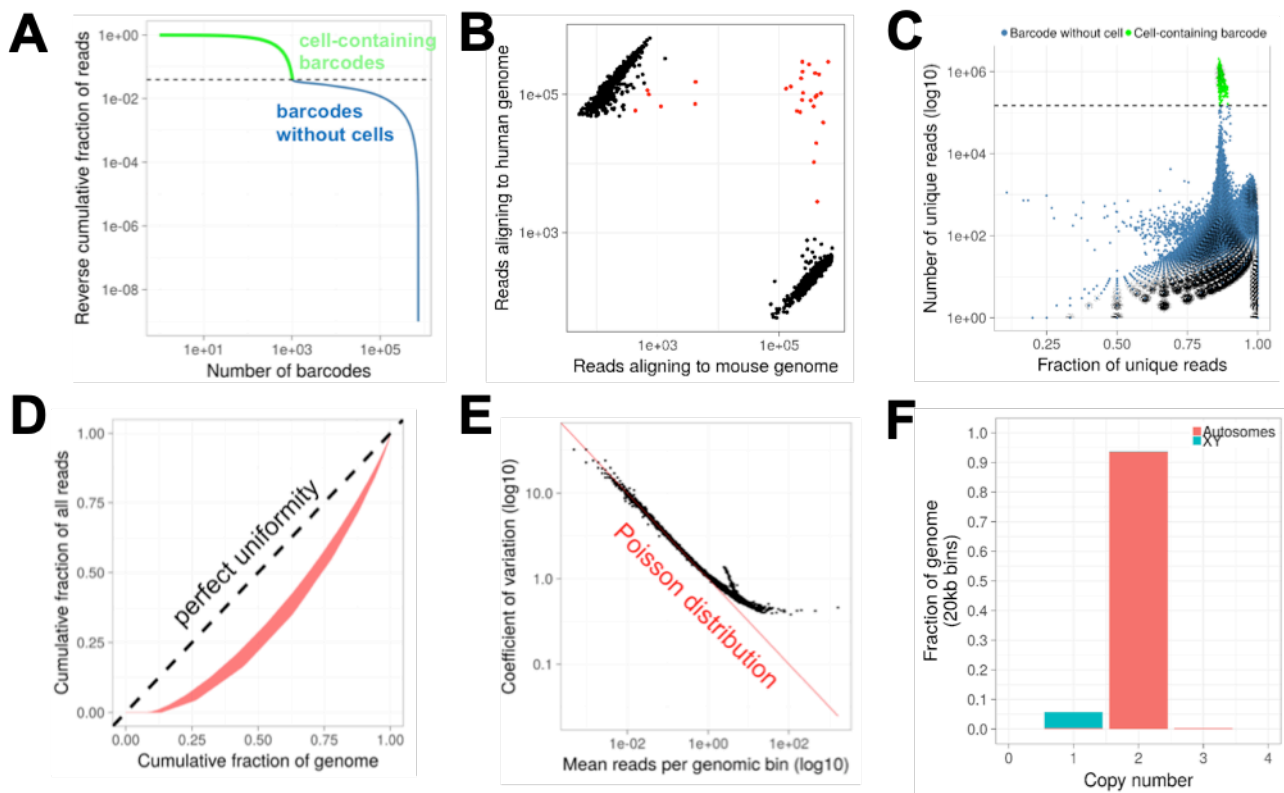 A
Reverse cumulative fraction of reads
1e+00
1e-02
1e-04
1e-06
1e-08
cell-containing
barcodes
barcodes
without cells
1e+01
1e+03
1e+05
Number of barcodes
B
Reads aligning to human genome
1e+05
1e+03
1e+03
1e+05
Reads aligning to mouse genome
C
Barcode without cell
Cell-containing barcode
Number of unique reads (log10)
1e+06
1e+04
1e+02
1e+00
0.25
0.50
0.75
1.00
Fraction of unique reads
D
Cumulative fraction of all reads
1.00
0.75
0.50
0.25
0.00
perfect uniformity
0.00
0.25
0.50
0.75
1.00
Cumulative fraction of genome
E
Coefficient of variation (log10)
10.0
1.0
0.1
Poisson distribution
1e-02
1e+00
1e+02
Mean reads per genomic bin (log10)
F
Fraction of genome
(20kb bins)
1.0
0.9
0.8
0.7
0.6
0.5
0.4
0.3
0.2
0.1
0.0
Autosomes
XY
0
1
2
3
4
Copy number